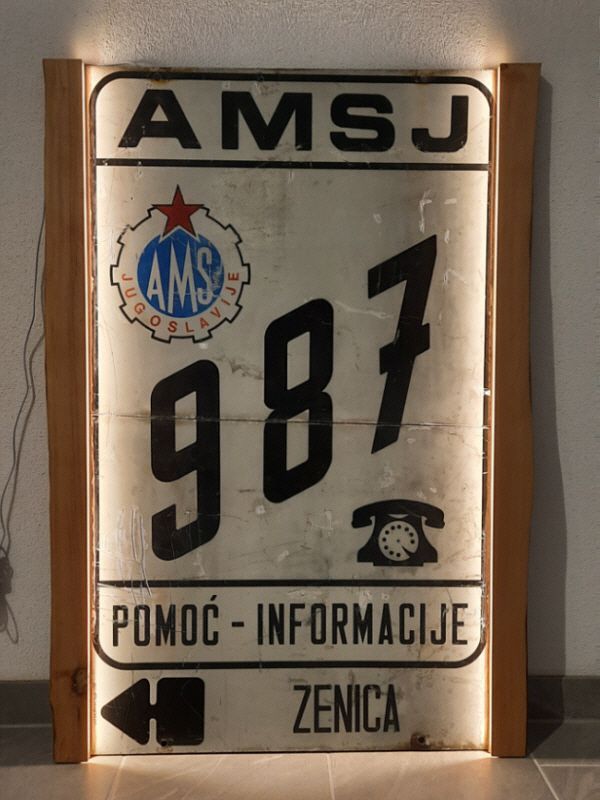 AMSJ
AMS
JUGOSLAVIJE
987
POMOĆ - INFORMACIJE
ZENICA